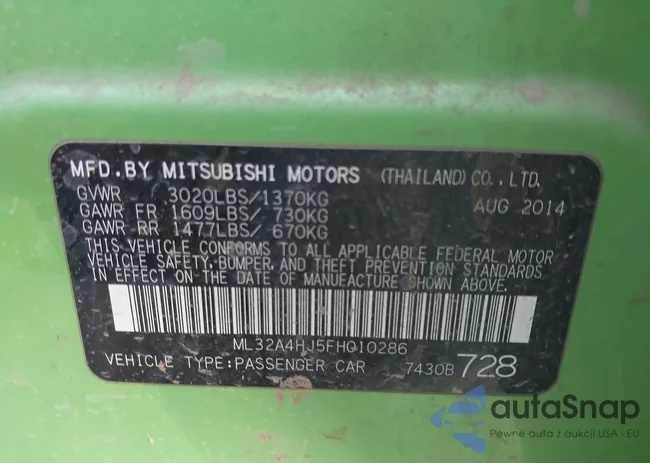 MFD. BY MITSUBISHI MOTORS (THAILAND) CO., LTD.
GVWR 3020LBS/1370KG AUG 2014
GAWR FR 1609LBS/ 730KG
GAWR RR 1477LBS/ 670KG
THIS VEHICLE CONFORMS TO ALL APPLICABLE FEDERAL MOTOR
VEHICLE SAFETY, BUMPER, AND THEFT PREVENTION STANDARDS
IN EFFECT ON THE DATE OF MANUFACTURE SHOWN ABOVE.
ML32A4HJ5FH010286
VEHICLE TYPE:PASSENGER CAR 7430B 728
autaSnap
Pewne auta z aukcji USA · EU